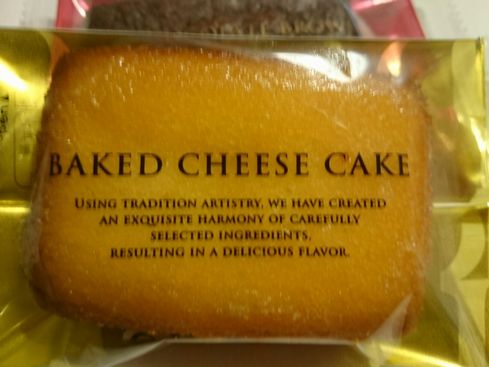 BAKED CHEESE CAKE
USING TRADITION ARTISTRY, WE HAVE CREATED
AN EXQUISITE HARMONY OF CAREFULLY
SELECTED INGREDIENTS,
RESULTING IN A DELICIOUS FLAVOR.